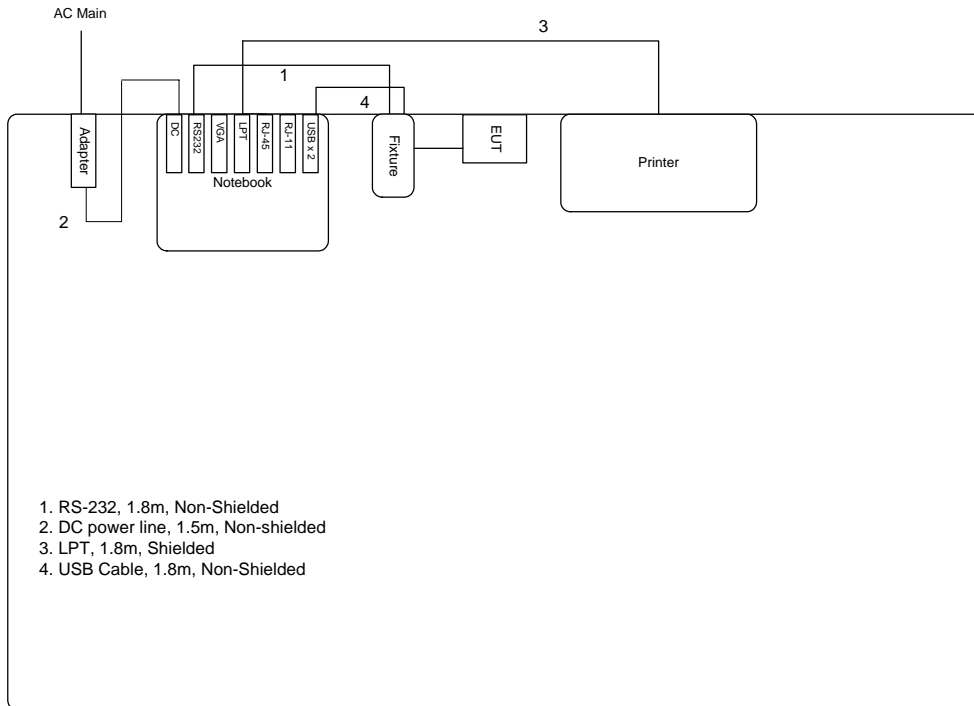 AC Main
3
1
4
Adapter
DC
RS232
VGA
LPT
RJ-45
RJ-11
USB x 2
Fixture
EUT
Printer
Notebook
2
1. RS-232, 1.8m, Non-Shielded
2. DC power line, 1.5m, Non-shielded
3. LPT, 1.8m, Shielded
4. USB Cable, 1.8m, Non-Shielded